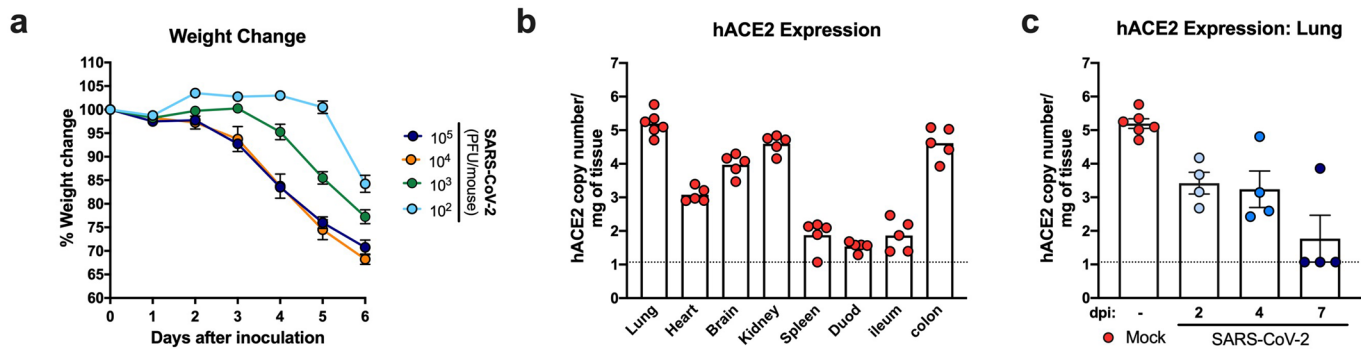 a
Weight Change
% Weight change
110
105
100
95
90
85
80
75
70
65
60
0 1 2 3 4 5 6
Days after inoculation
10⁵
10⁴
10³
10²
SARS-CoV-2
(PFU/mouse)
b
hACE2 Expression
hACE2 copy number/
mg of tissue
7
6
5
4
3
2
1
0
Lung
Heart
Brain
Kidney
Spleen
Duod
ileum
colon
c
hACE2 Expression: Lung
hACE2 copy number/
mg of tissue
7
6
5
4
3
2
1
0
dpi: - 2 4 7
Mock SARS-CoV-2